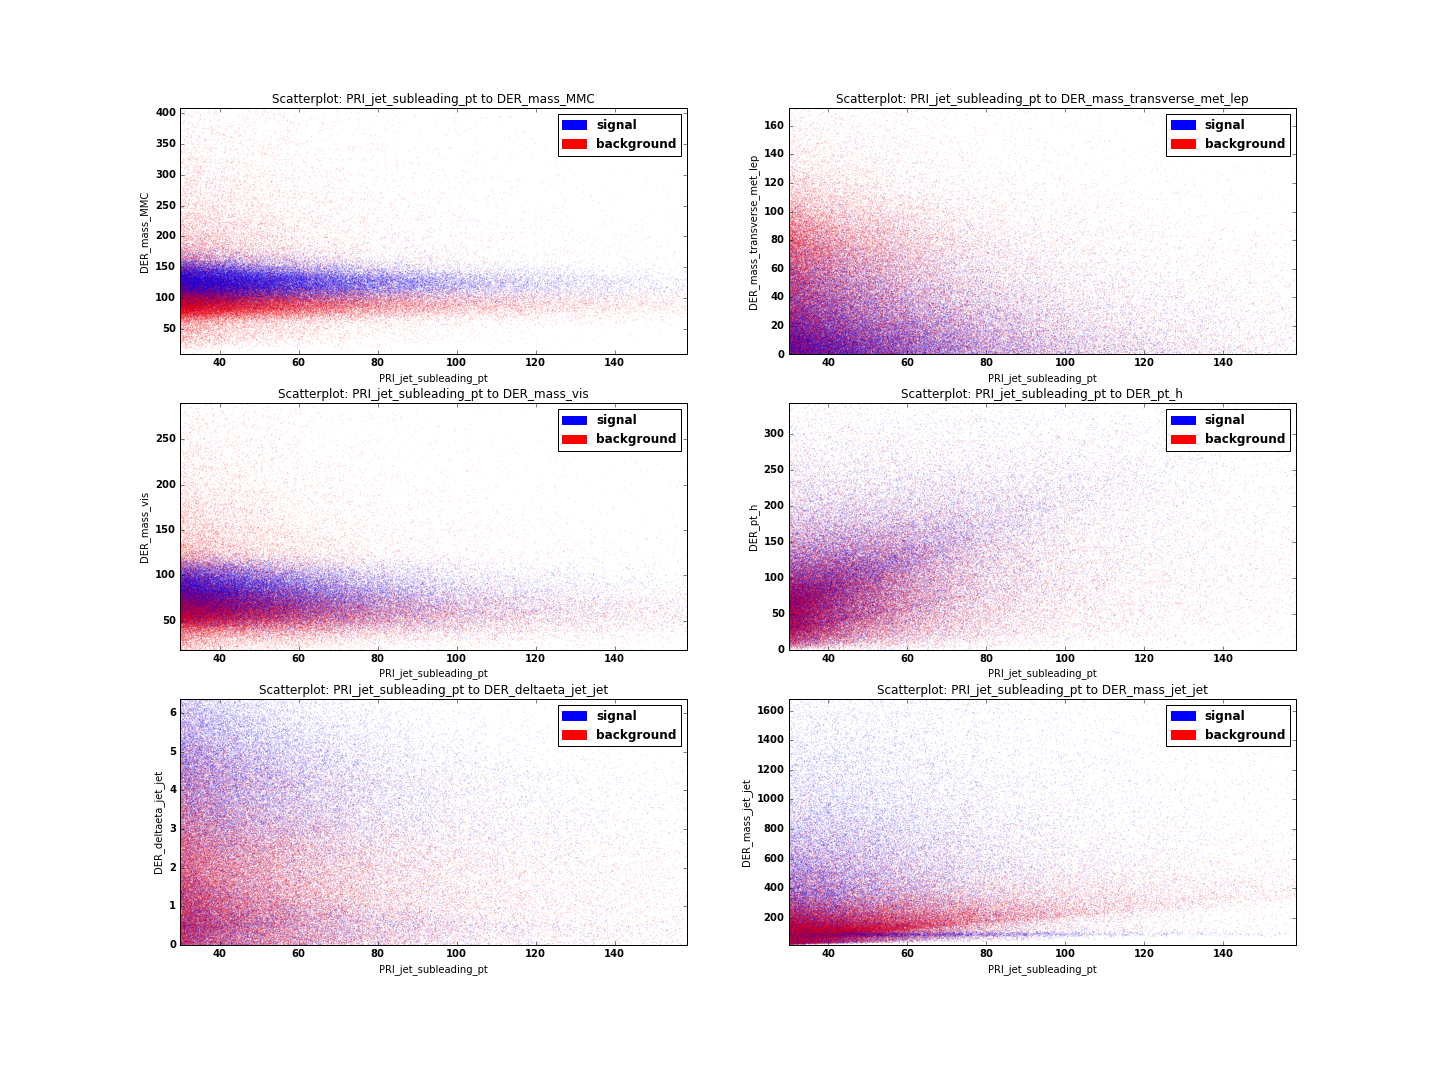 Scatterplot: PRI_jet_subleading_pt to DER_mass_MMC
400
350
300
250
200
150
100
50
DER_mass_MMC
signal
background
40 60 80 100 120 140
PRI_jet_subleading_pt
Scatterplot: PRI_jet_subleading_pt to DER_mass_transverse_met_lep
160
140
120
100
80
60
40
20
0
DER_mass_transverse_met_lep
signal
background
40 60 80 100 120 140
PRI_jet_subleading_pt
Scatterplot: PRI_jet_subleading_pt to DER_mass_vis
250
200
150
100
50
DER_mass_vis
signal
background
40 60 80 100 120 140
PRI_jet_subleading_pt
Scatterplot: PRI_jet_subleading_pt to DER_pt_h
300
250
200
150
100
50
0
DER_pt_h
signal
background
40 60 80 100 120 140
PRI_jet_subleading_pt
Scatterplot: PRI_jet_subleading_pt to DER_deltaeta_jet_jet
6
5
4
3
2
1
0
DER_deltaeta_jet_jet
signal
background
40 60 80 100 120 140
PRI_jet_subleading_pt
Scatterplot: PRI_jet_subleading_pt to DER_mass_jet_jet
1600
1400
1200
1000
800
600
400
200
DER_mass_jet_jet
signal
background
40 60 80 100 120 140
PRI_jet_subleading_pt